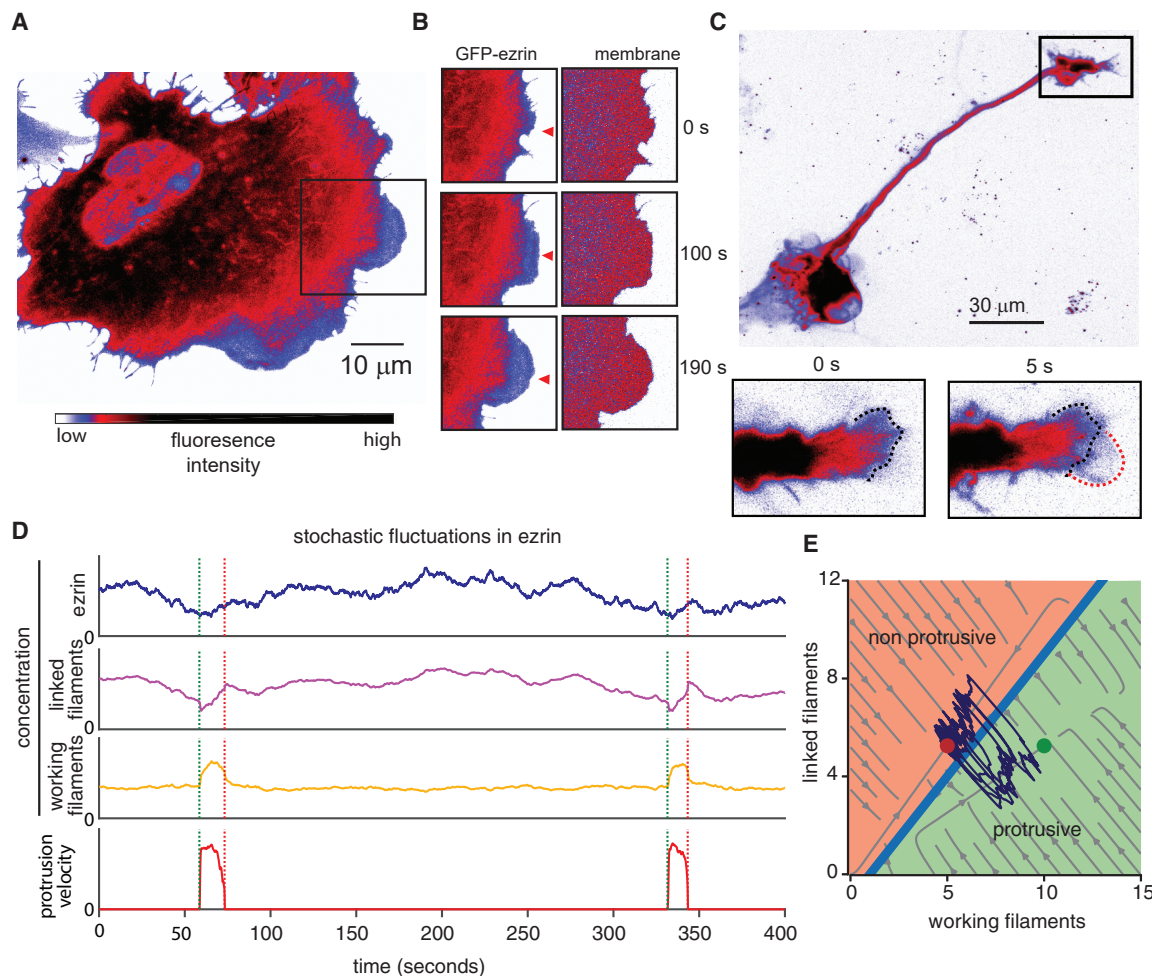 A
10 μm
low
fluoresence
intensity
high
B
GFP-ezrin
membrane
0 s
100 s
190 s
C
30 μm
0 s
5 s
D
stochastic fluctuations in ezrin
concentration
ezrin
0
linked
filaments
0
working
filaments
0
protrusion
velocity
0
0
50
100
150
200
250
300
350
400
time (seconds)
E
12
8
4
0
linked filaments
non protrusive
protrusive
0
5
10
15
working filaments